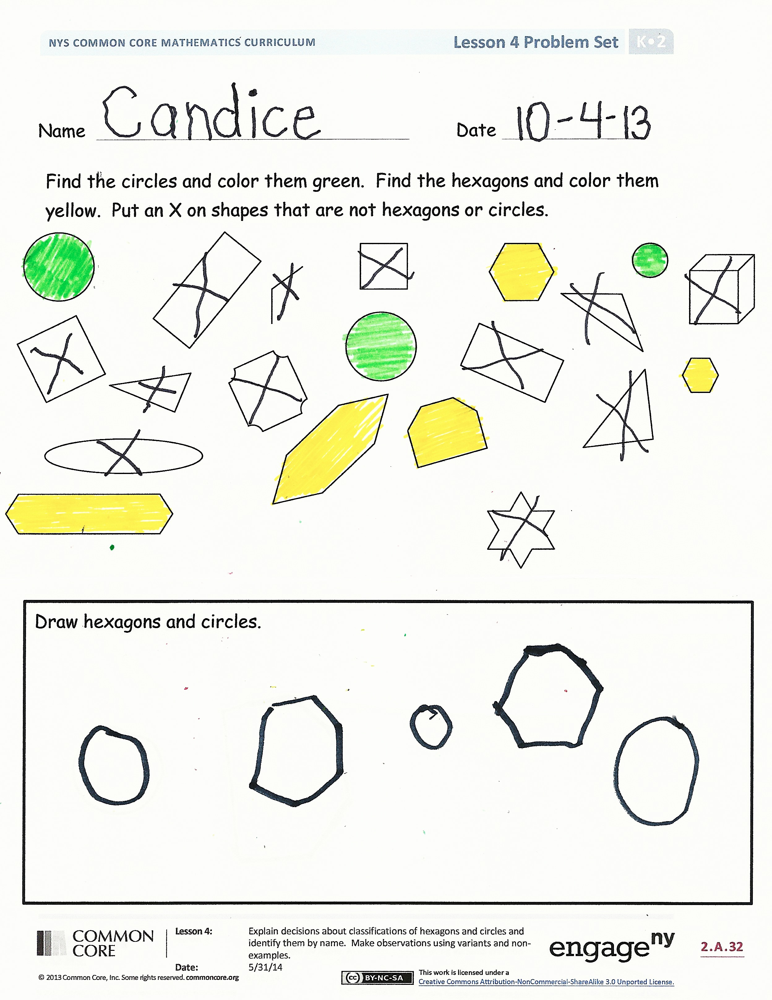 NYS COMMON CORE MATHEMATICS CURRICULUM
Lesson 4 Problem Set
K•2
Name Candice
Date 10-4-13
Find the circles and color them green. Find the hexagons and color them
yellow. Put an X on shapes that are not hexagons or circles.
Draw hexagons and circles.
COMMON
CORE
Lesson 4:
Explain decisions about classifications of hexagons and circles and
identify them by name. Make observations using variants and non-
examples.
Date:
5/31/14
engageny
2.A.32
© 2013 Common Core, Inc. Some rights reserved. commoncore.org
cc BY-NC-SA
This work is licensed under a
Creative Commons Attribution-NonCommercial-ShareAlike 3.0 Unported License.